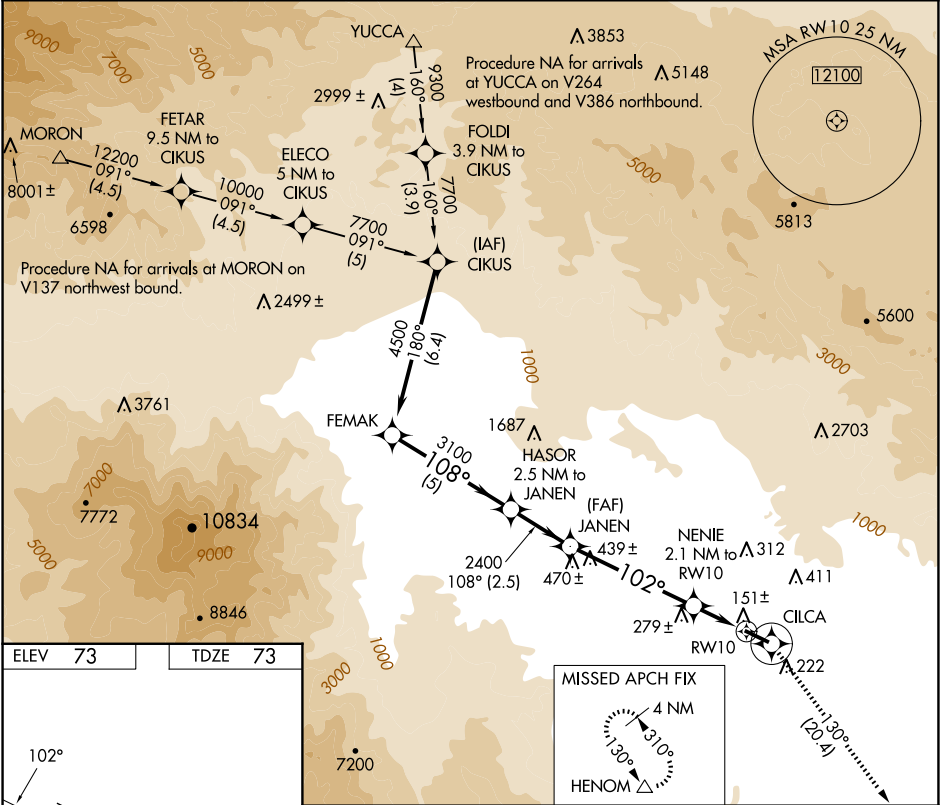 9000
7000
5000
YUCCA
3853
MSA RW10 25 NM
12100
Procedure NA for arrivals
at YUCCA on V264
westbound and V386 northbound.
5148
9300
160°
(4)
2999 ±
MORON
8001±
12200
091°
(4.5)
FETAR
9.5 NM to
CIKUS
ELECO
5 NM to
CIKUS
FOLDI
3.9 NM to
CIKUS
5000
5813
10000
091°
(4.5)
7700
160°
(3.9)
6598
7700
091°
(5)
(IAF)
CIKUS
Procedure NA for arrivals at MORON on
V137 northwest bound.
2499 ±
5600
4500
180°
(6.4)
1000
3000
3761
FEMAK
1687
2703
3100
108°
(5)
HASOR
2.5 NM to
JANEN
7000
7772
10834
9000
5000
(FAF)
JANEN
1000
NENIE
2.1 NM to
RW10
312
439 ±
470 ±
2400
108° (2.5)
102°
411
8846
279 ±
151±
CILCA
RW10
222
ELEV 73
TDZE 73
1000
3000
MISSED APCH FIX
4 NM
310°
130°
HENOM
130°
(20.4)
102°
7200